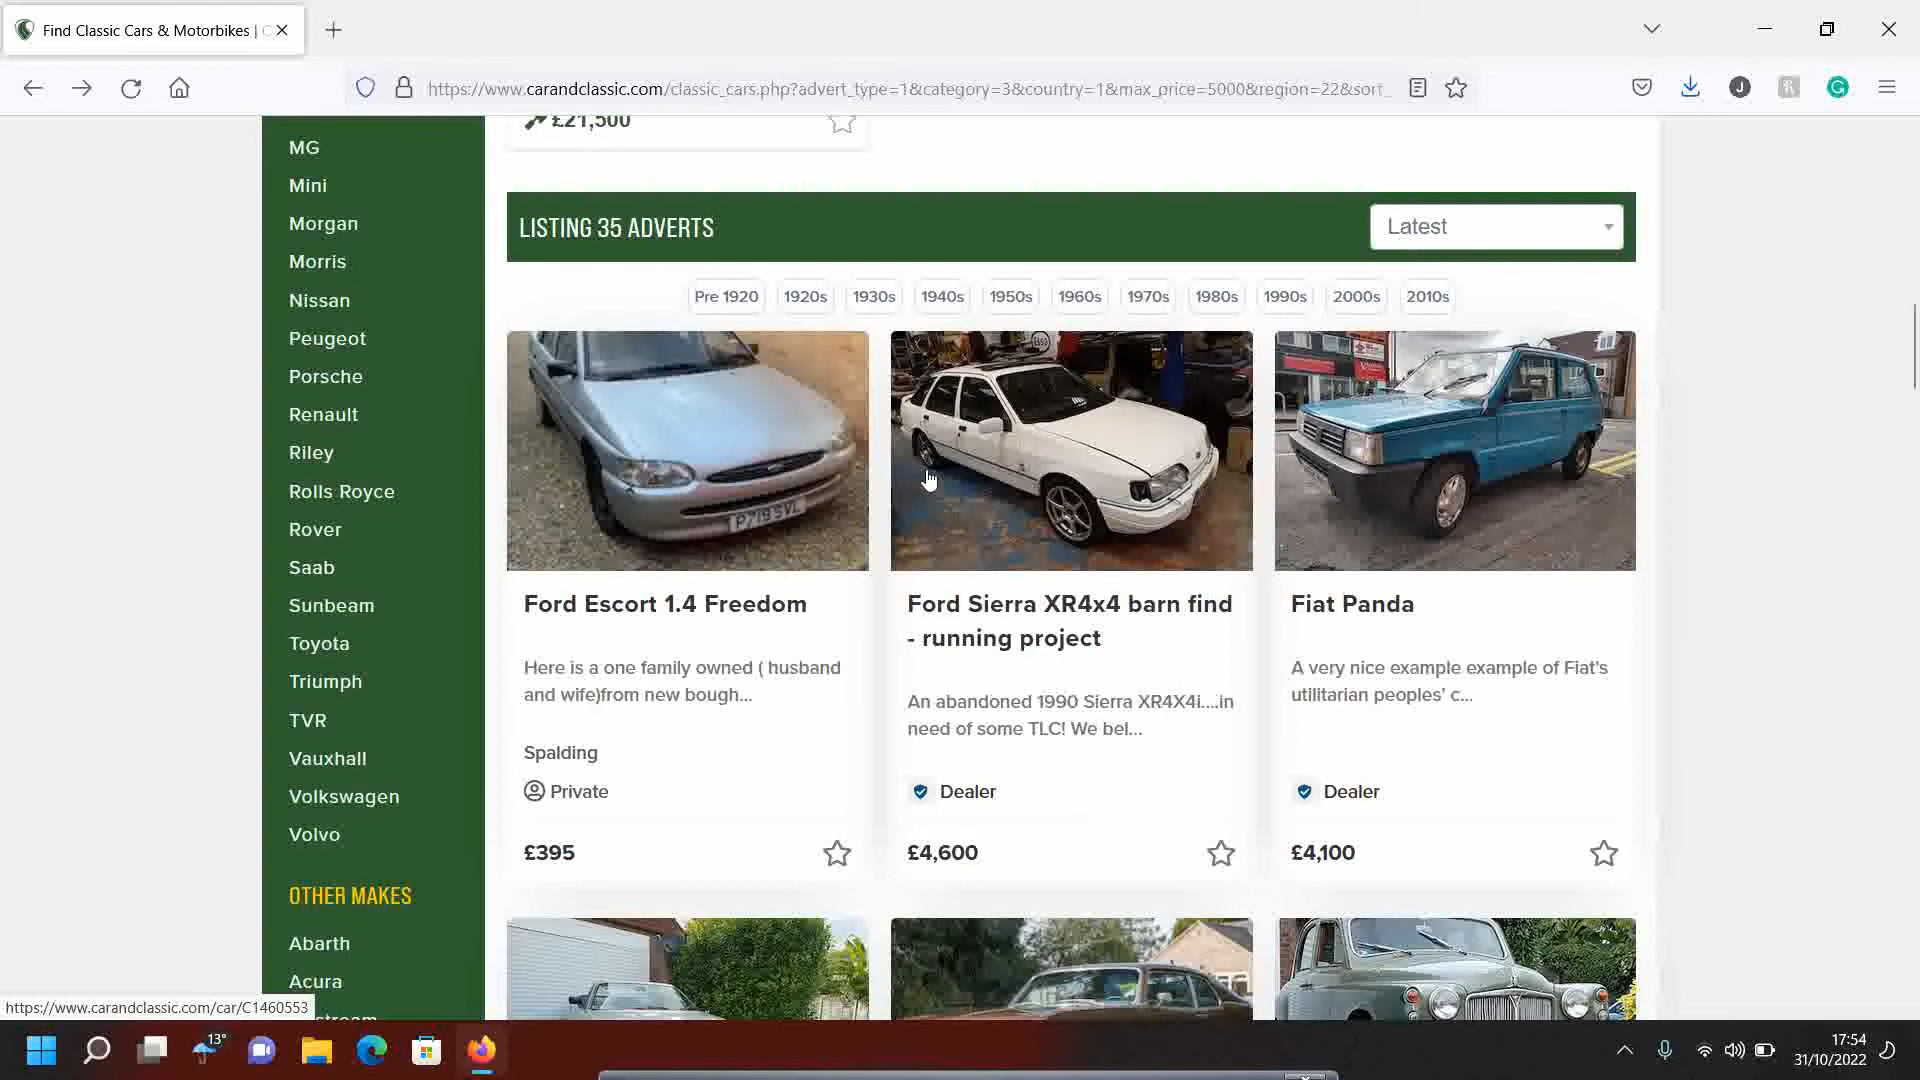 Find Classic Cars & Motorbikes | C
https://www.carandclassic.com/classic_cars.php?advert_type=1&category=3&country=1&max_price=5000&region=22&sort_
£21,500
MG
Mini
Morgan
Morris
Nissan
Peugeot
Porsche
Renault
Riley
Rolls Royce
Rover
Saab
Sunbeam
Toyota
Triumph
TVR
Vauxhall
Volkswagen
Volvo
OTHER MAKES
Abarth
Acura
LISTING 35 ADVERTS
Latest
Pre 1920 1920s 1930s 1940s 1950s 1960s 1970s 1980s 1990s 2000s 2010s
P719 SVL
Ford Escort 1.4 Freedom
Here is a one family owned ( husband
and wife)from new bough...
Spalding
Private
£395
Ford Sierra XR4x4 barn find
- running project
An abandoned 1990 Sierra XR4X4i....in
need of some TLC! We bel...
Dealer
£4,600
Fiat Panda
A very nice example example of Fiat's
utilitarian peoples' c...
Dealer
£4,100
https://www.carandclassic.com/car/C1460553
13°
17:54
31/10/2022